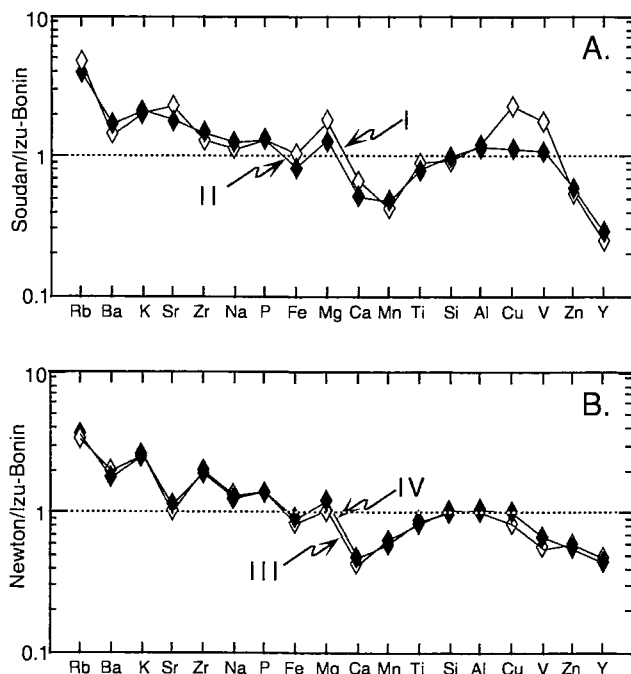 10
A.
I
Soudan/Izu-Bonin
1
II
0.1
Rb Ba K Sr Zr Na P Fe Mg Ca Mn Ti Si Al Cu V Zn Y
10
B.
IV
Newton/Izu-Bonin
1
III
0.1
Rb Ba K Sr Zr Na P Fe Mg Ca Mn Ti Si Al Cu V Zn Y